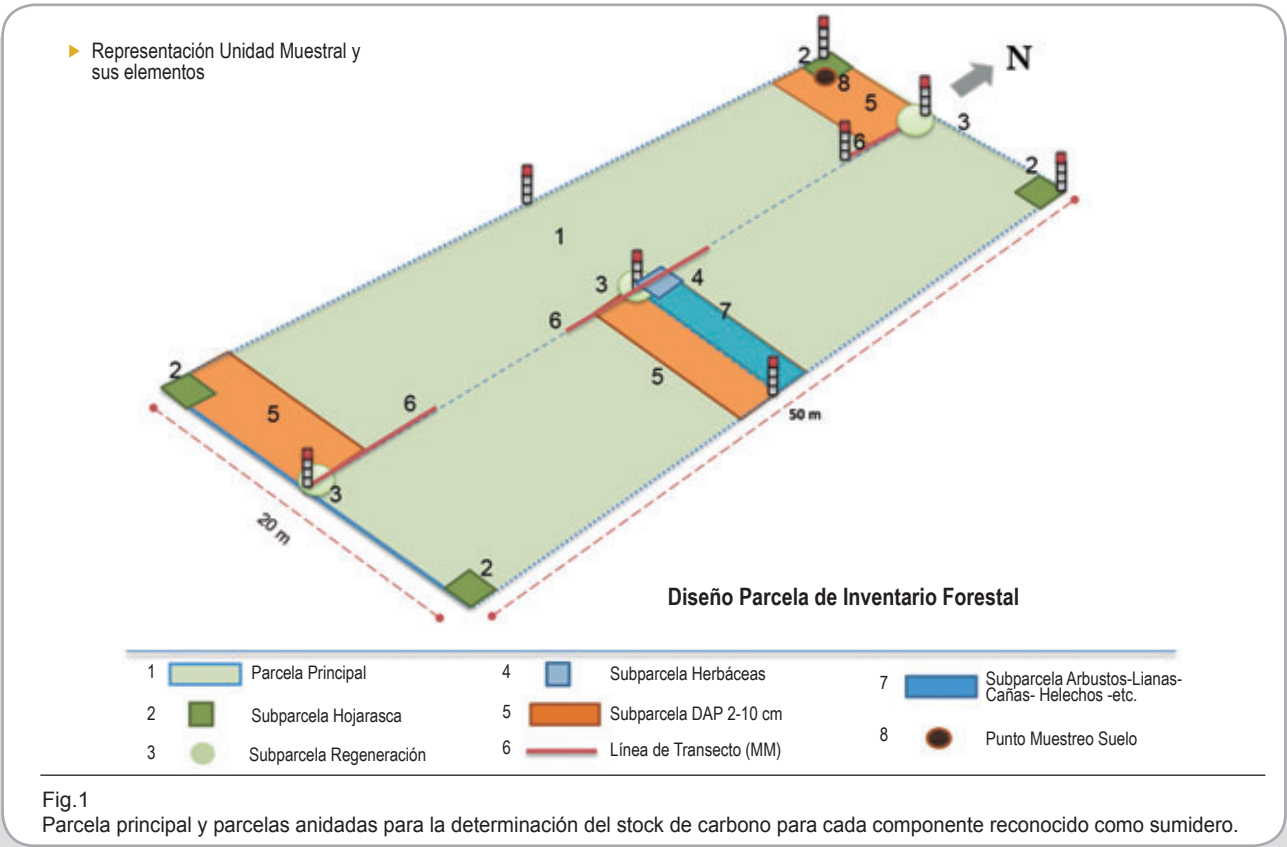 Representación Unidad Muestral y
sus elementos
N
2
8
5
3
6
2
1
3
4
7
6
5
2
5
6
3
2
50 m
20 m
Diseño Parcela de Inventario Forestal
1 Parcela Principal
2 Subparcela Hojarasca
3 Subparcela Regeneración
4 Subparcela Herbáceas
5 Subparcela DAP 2-10 cm
6 Línea de Transecto (MM)
7 Subparcela Arbustos-Lianas-
Cañas- Helechos -etc.
8 Punto Muestreo Suelo
Fig.1
Parcela principal y parcelas anidadas para la determinación del stock de carbono para cada componente reconocido como sumidero.